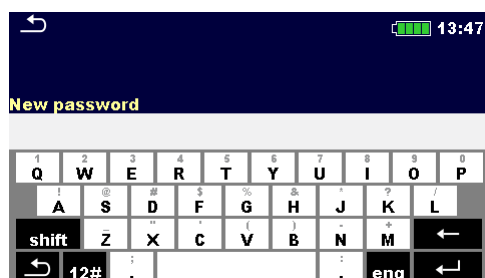 13:47
New password
1 2 3 4 5 6 7 8 9 0
Q W E R T Y U I O P
! @ # $ % & * ? /
A S D F G H J K L
" ' ( ) - +
shift Z X C V B N M ←
; :
12# , . eng